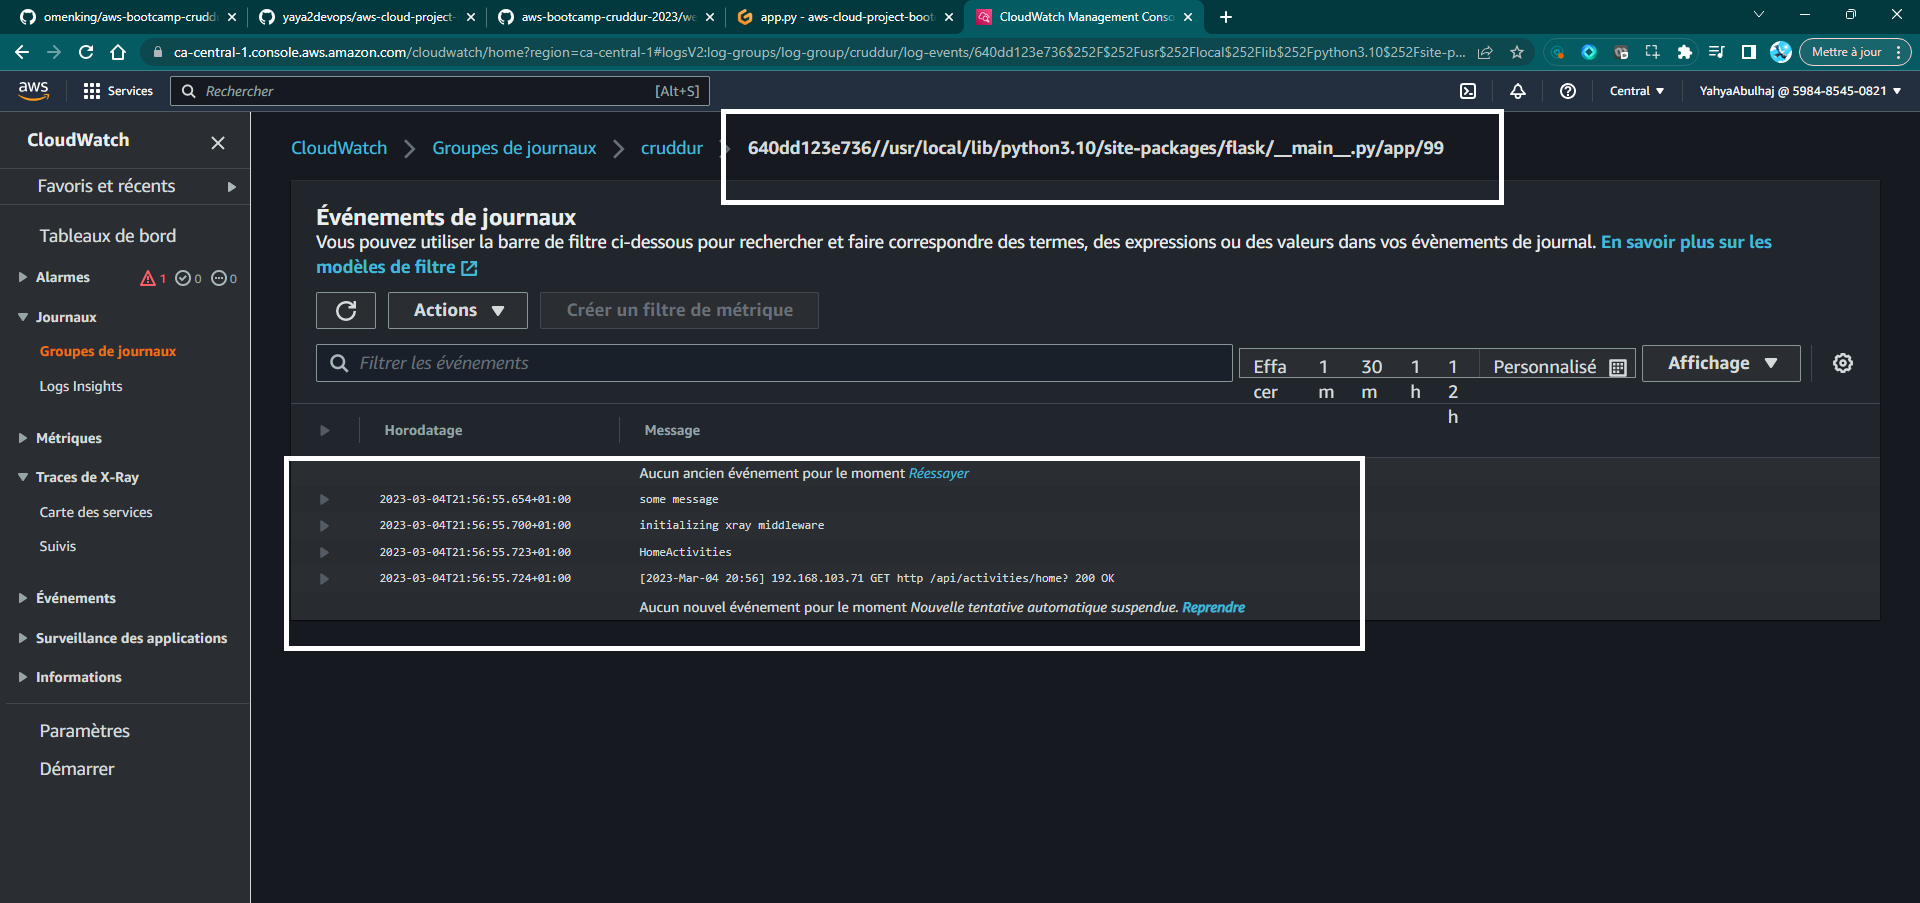 omenking/aws-bootcamp-crudd
yaya2devops/aws-cloud-project-
aws-bootcamp-cruddur-2023/we
app.py - aws-cloud-project-boot
CloudWatch Management Conso
ca-central-1.console.aws.amazon.com/cloudwatch/home?region=ca-central-1#logsV2:log-groups/log-group/cruddur/log-events/640dd123e736$252F$252Fusr$252Flocal$252Flib$252Fpython3.10$252Fsite-p...
Mettre à jour
aws
Services
Rechercher
[Alt+S]
Central
YahyaAbulhaj @ 5984-8545-0821
CloudWatch
Favoris et récents
Tableaux de bord
Alarmes
1
0
0
Journaux
Groupes de journaux
Logs Insights
Métriques
Traces de X-Ray
Carte des services
Suivis
Événements
Surveillance des applications
Informations
Paramètres
Démarrer
CloudWatch
Groupes de journaux
cruddur
640dd123e736//usr/local/lib/python3.10/site-packages/flask/__main__.py/app/99
Événements de journaux
Vous pouvez utiliser la barre de filtre ci-dessous pour rechercher et faire correspondre des termes, des expressions ou des valeurs dans vos évènements de journal. En savoir plus sur les
modèles de filtre
Actions
Créer un filtre de métrique
Filtrer les événements
Effa
cer
1
m
30
m
1
h
1
2
h
Personnalisé
Affichage
Horodatage
Message
Aucun ancien événement pour le moment Réessayer
2023-03-04T21:56:55.654+01:00 some message
2023-03-04T21:56:55.700+01:00 initializing xray middleware
2023-03-04T21:56:55.723+01:00 HomeActivities
2023-03-04T21:56:55.724+01:00 [2023-Mar-04 20:56] 192.168.103.71 GET http /api/activities/home? 200 OK
Aucun nouvel événement pour le moment Nouvelle tentative automatique suspendue. Reprendre